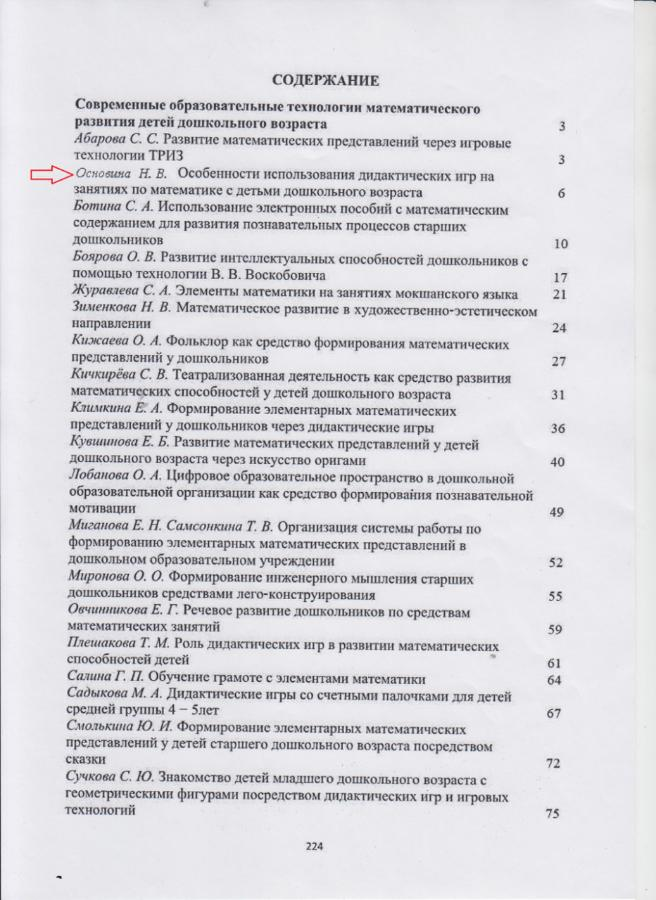 СОДЕРЖАНИЕ
Современные образовательные технологии математического
развития детей дошкольного возраста 3
Абарова С. С. Развитие математических представлений через игровые
технологии ТРИЗ 3
Основина Н. В. Особенности использования дидактических игр на
занятиях по математике с детьми дошкольного возраста 6
Ботина С. А. Использование электронных пособий с математическим
содержанием для развития познавательных процессов старших
дошкольников 10
Боярова О. В. Развитие интеллектуальных способностей дошкольников с
помощью технологии В. В. Воскобовича 17
Журавлева С. А. Элементы математики на занятиях мокшанского языка 21
Зименкова Н. В. Математическое развитие в художественно-эстетическом
направлении 24
Кижаева О. А. Фольклор как средство формирования математических
представлений у дошкольников 27
Кичкирёва С. В. Театрализованная деятельность как средство развития
математических способностей у детей дошкольного возраста 31
Климкина Е. А. Формирование элементарных математических
представлений у дошкольников через дидактические игры 36
Кувшинова Е. Б. Развитие математических представлений у детей
дошкольного возраста через искусство оригами 40
Лобанова О. А. Цифровое образовательное пространство в дошкольной
образовательной организации как средство формирования познавательной
мотивации 49
Миганова Е. Н. Самсонкина Т. В. Организация системы работы по
формированию элементарных математических представлений в
дошкольном образовательном учреждении 52
Миронова О. О. Формирование инженерного мышления старших
дошкольников средствами лего-конструирования 55
Овчинникова Е. Г. Речевое развитие дошкольников по средствам
математических занятий 59
Плешакова Т. М. Роль дидактических игр в развитии математических
способностей детей 61
Салина Г. П. Обучение грамоте с элементами математики 64
Садыкова М. А. Дидактические игры со счетными палочками для детей
средней группы 4 – 5лет 67
Смолькина Ю. И. Формирование элементарных математических
представлений у детей старшего дошкольного возраста посредством
сказки 72
Сучкова С. Ю. Знакомство детей младшего дошкольного возраста с
геометрическими фигурами посредством дидактических игр и игровых
технологий 75
224